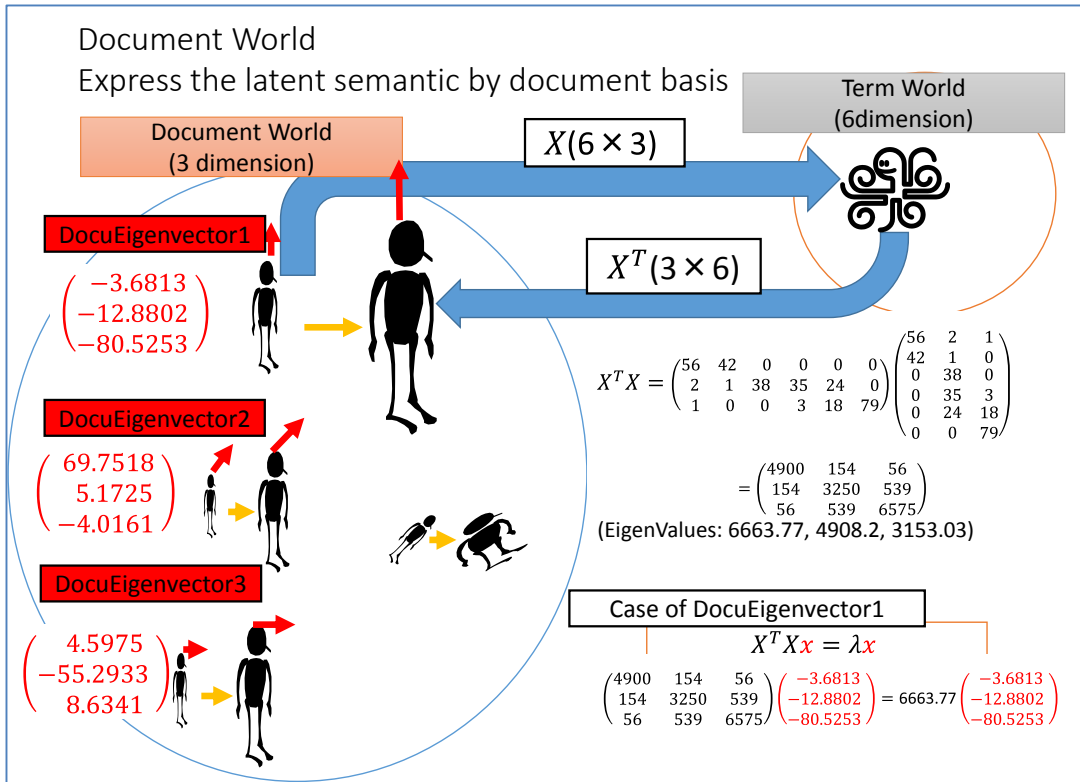 Document World
Express the latent semantic by document basis
Document World
(3 dimension)
Term World
(6dimension)
X(6 × 3)
X^T(3 × 6)
DocuEigenvector1
−3.6813
−12.8802
−80.5253
DocuEigenvector2
69.7518
5.1725
−4.0161
DocuEigenvector3
4.5975
−55.2933
8.6341
X^T X = (56 42 0 0 0 0
2 1 38 35 24 0
1 0 0 3 18 79)
(56 2 1
42 1 0
0 38 0
0 35 3
0 24 18
0 0 79)
= (4900 154 56
154 3250 539
56 539 6575)
(EigenValues: 6663.77, 4908.2, 3153.03)
Case of DocuEigenvector1
X^T Xx = λx
4900 154 56 −3.6813 −3.6813
154 3250 539 −12.8802 = 6663.77 −12.8802
56 539 6575 −80.5253 −80.5253